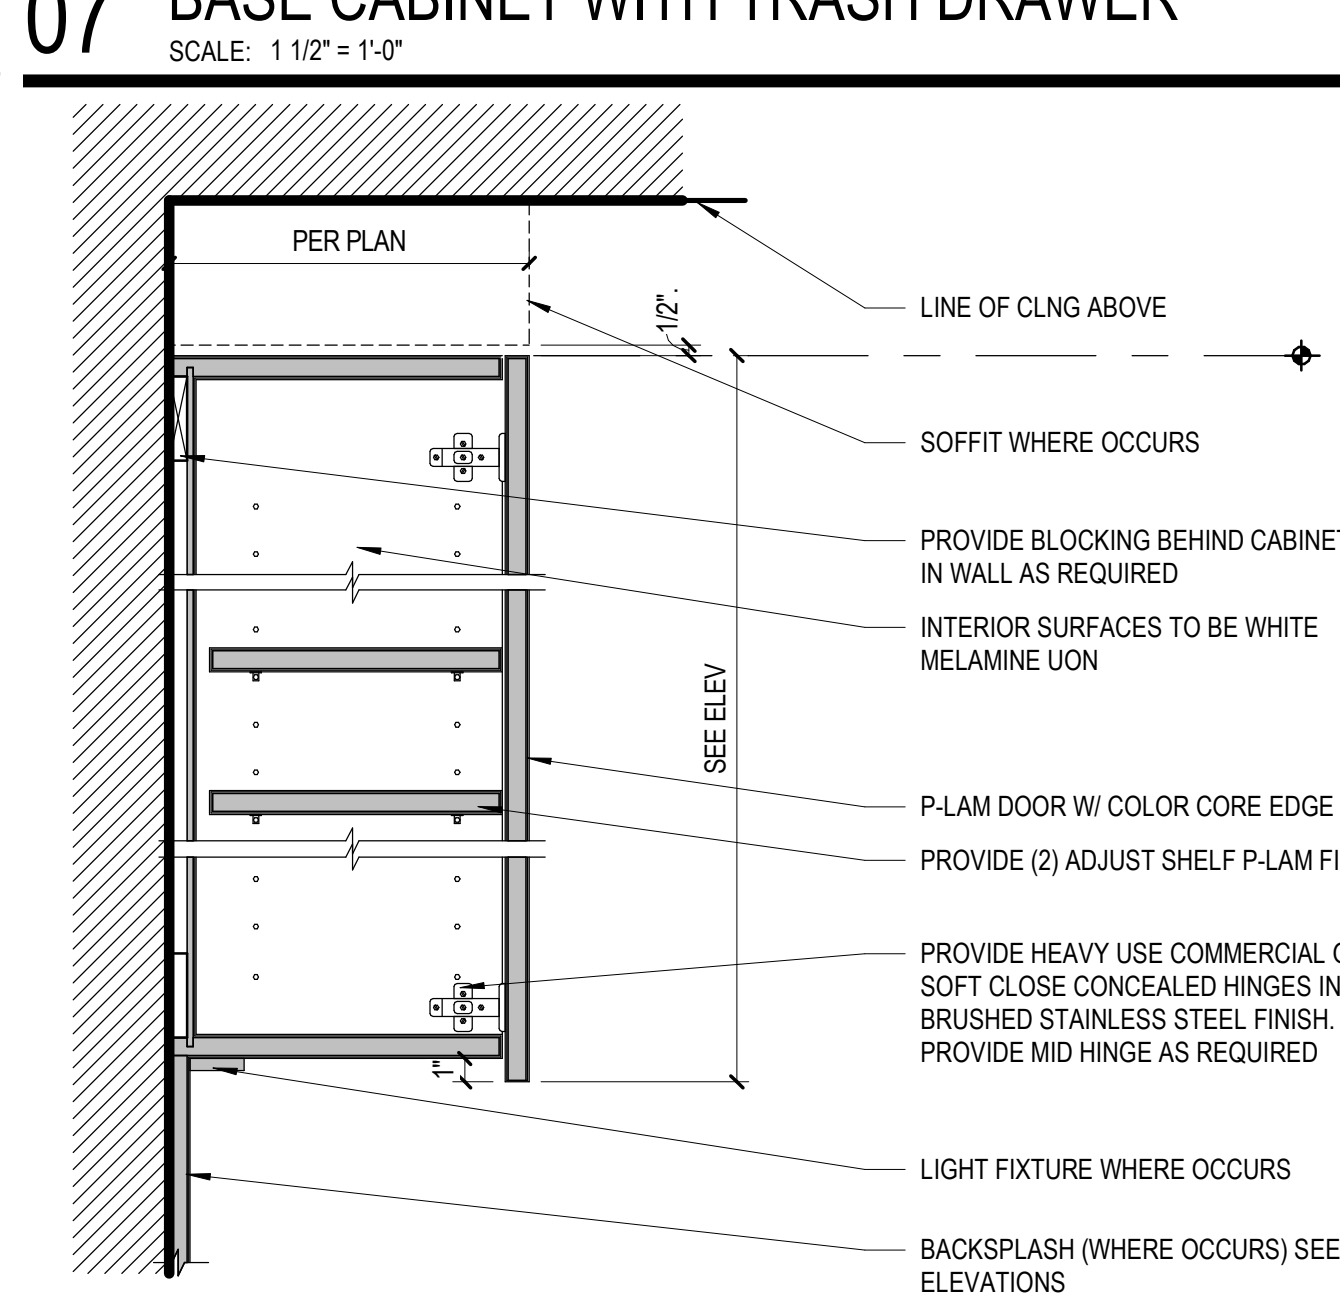 07 BASE CABINET WITH TRASH DRAWER
SCALE: 1 1/2" = 1'-0"
PER PLAN
1/2".
LINE OF CLNG ABOVE
SOFFIT WHERE OCCURS
PROVIDE BLOCKING BEHIND CABINET
IN WALL AS REQUIRED
INTERIOR SURFACES TO BE WHITE
MELAMINE UON
SEE ELEV
P-LAM DOOR W/ COLOR CORE EDGE
PROVIDE (2) ADJUST SHELF P-LAM
PROVIDE HEAVY USE COMMERCIAL
SOFT CLOSE CONCEALED HINGES IN
BRUSHED STAINLESS STEEL FINISH.
PROVIDE MID HINGE AS REQUIRED
1"
LIGHT FIXTURE WHERE OCCURS
BACKSPLASH (WHERE OCCURS) SEE
ELEVATIONS